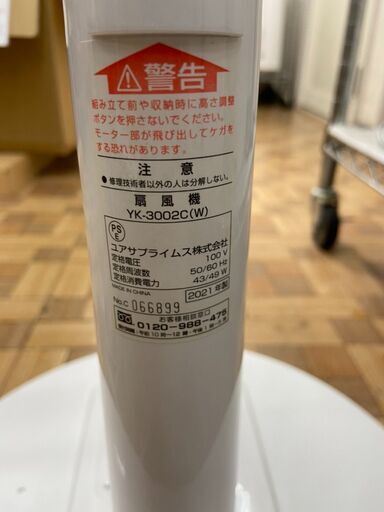 警告
組み立て前や収納時に高さ調整
ボタンを押さないでください。
モーター部が飛び出してケガを
する恐れがあります。
注意
●修理技術者以外の人は分解しない。
扇風機
YK-3002C(W)
PS
E
ユアサプライムス株式会社
定格電圧 100 V
定格周波数 50/60 Hz
定格消費電力 43/49 W
MADE IN CHINA
2021年製
No.C 066899
お客様相談窓口
0120-988-475